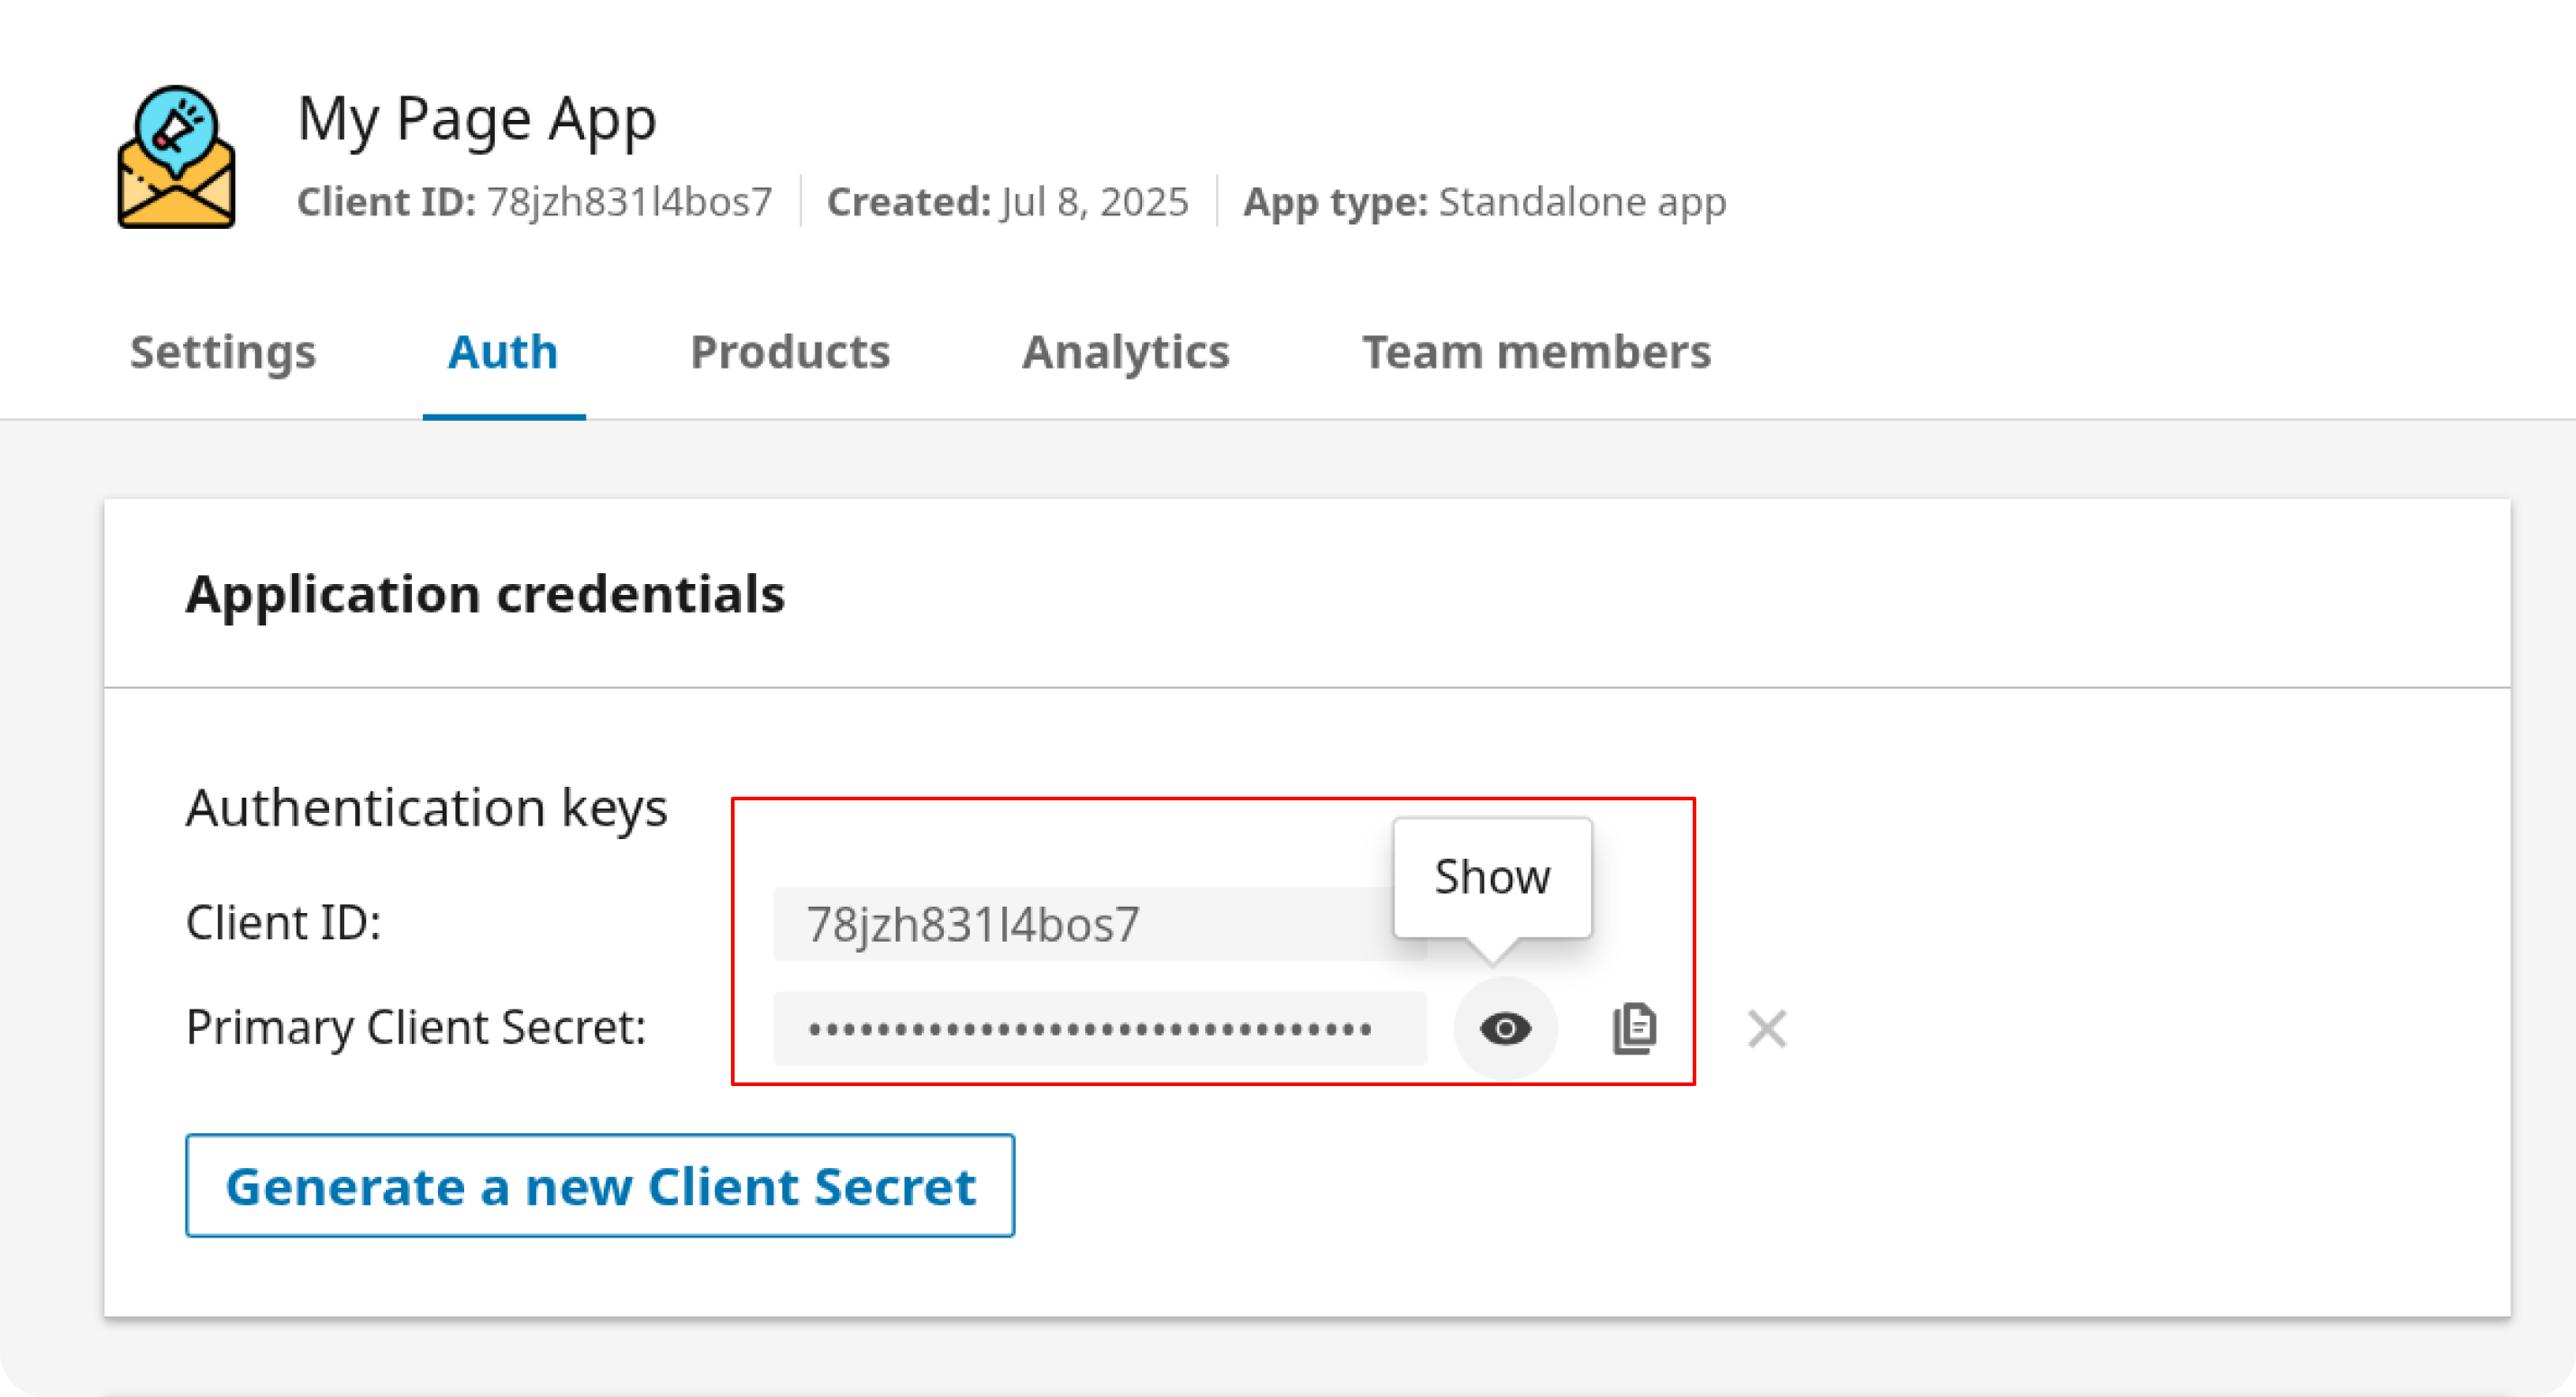 My Page App
Client ID: 78jzh831l4bos7 Created: Jul 8, 2025 App type: Standalone app
Settings Auth Products Analytics Team members
Application credentials
Authentication keys
Show
Client ID: 78jzh831l4bos7
Primary Client Secret: •••••••••••••••••••••••••••••••••
Generate a new Client Secret